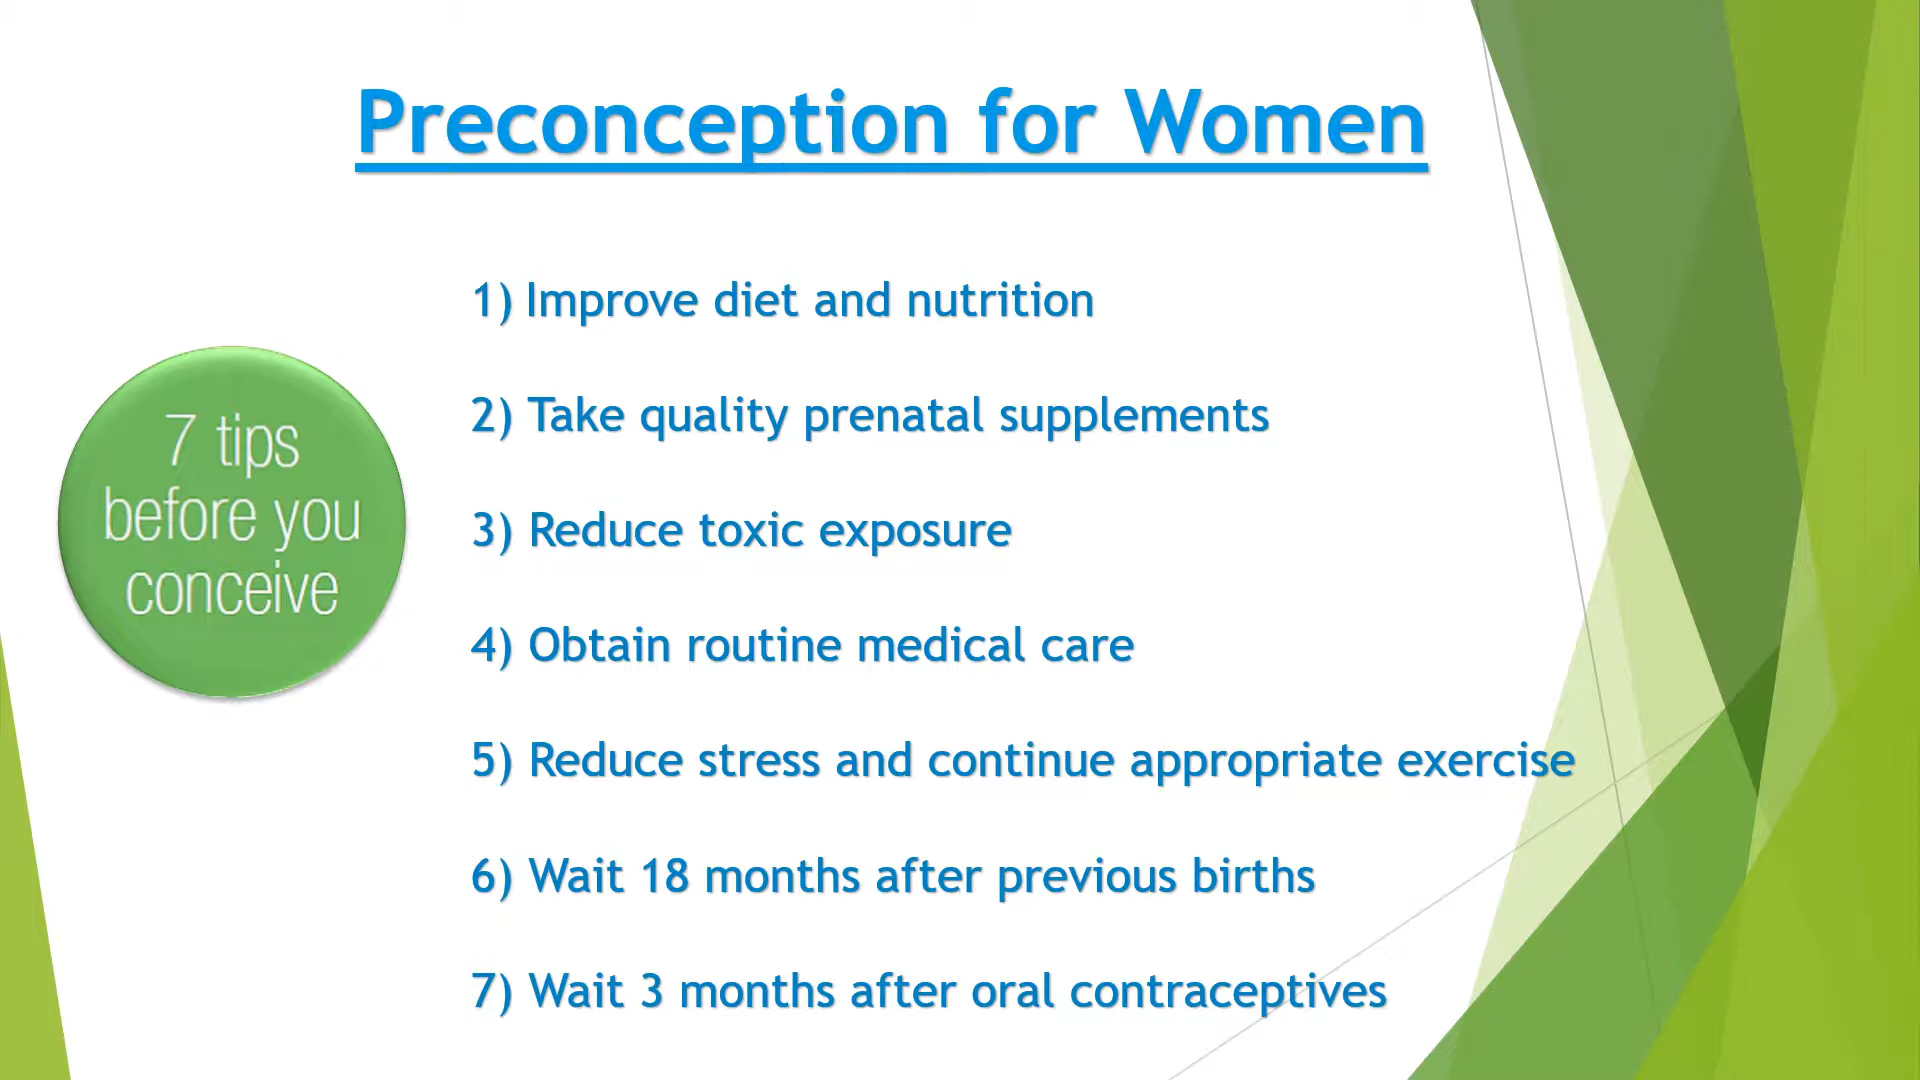 Preconception for Women
7 tips
before you
conceive
1) Improve diet and nutrition
2) Take quality prenatal supplements
3) Reduce toxic exposure
4) Obtain routine medical care
5) Reduce stress and continue appropriate exercise
6) Wait 18 months after previous births
7) Wait 3 months after oral contraceptives